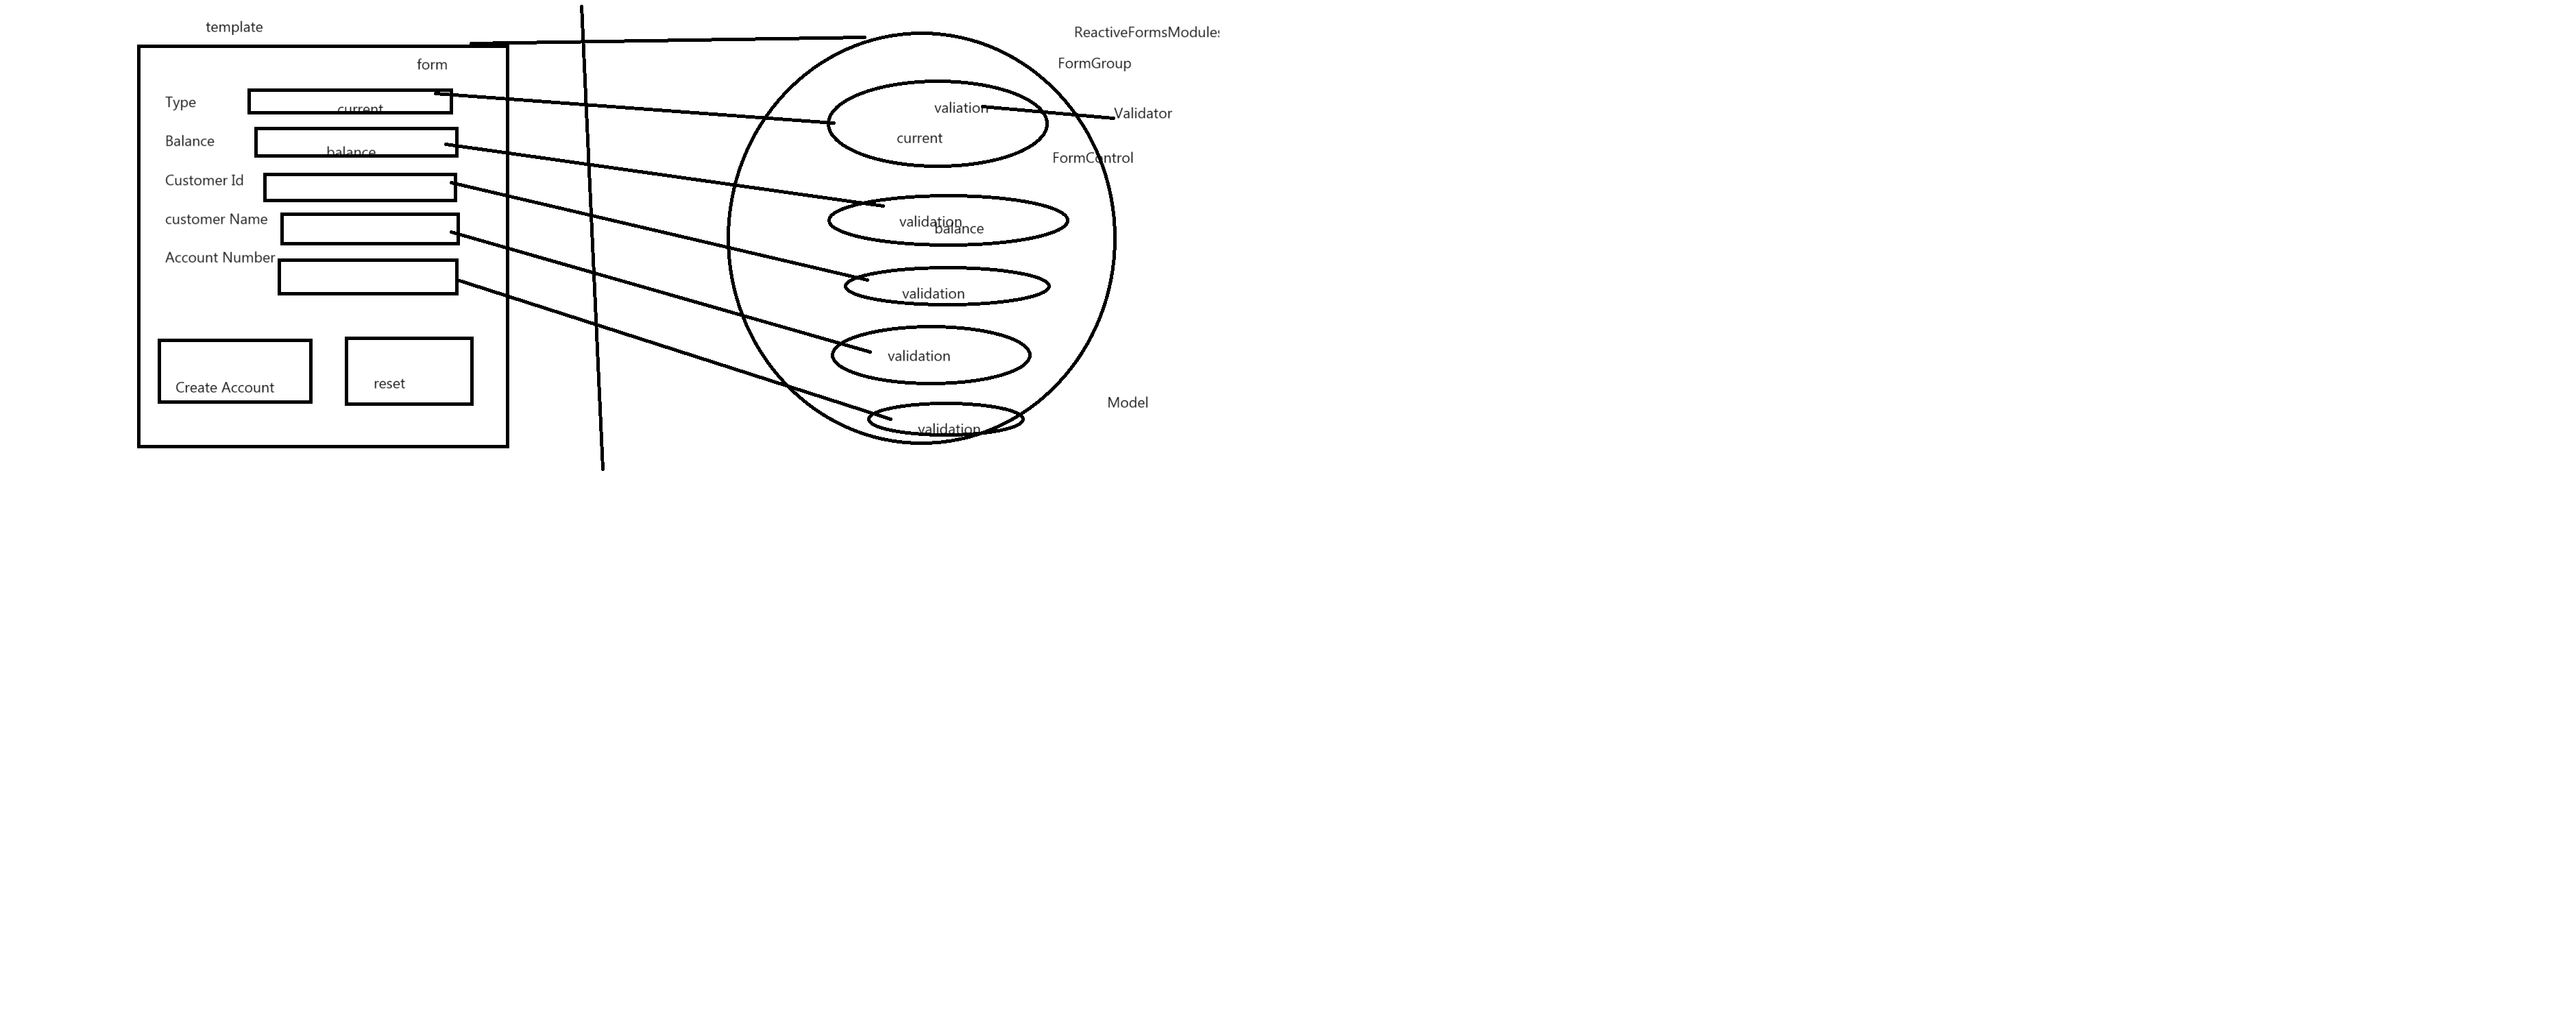 template
form
Type
current
Balance
balance
Customer Id
customer Name
Account Number
Create Account
reset
ReactiveFormsModules
FormGroup
valiation
Validator
current
FormControl
validation
balance
validation
validation
Model
validation